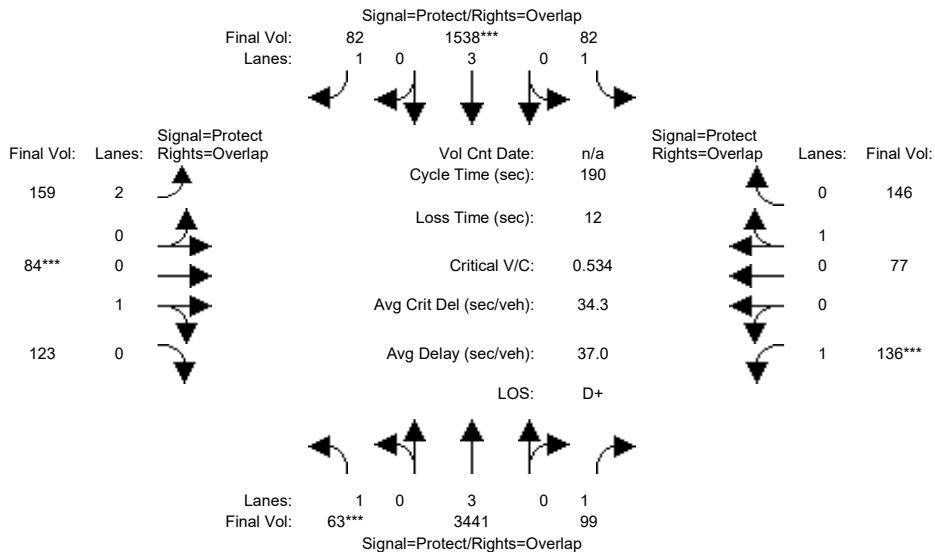 Signal=Protect/Rights=Overlap
Final Vol: 82 1538*** 82
Lanes: 1 0 3 0 1
Signal=Protect Signal=Protect
Final Vol: Lanes: Rights=Overlap Vol Cnt Date: n/a Rights=Overlap Lanes: Final Vol:
Cycle Time (sec): 190
159 2 0 146
Loss Time (sec): 12
0 1
84*** 0 Critical V/C: 0.534 0 77
1 Avg Crit Del (sec/veh): 34.3 0
123 0 Avg Delay (sec/veh): 37.0 1 136***
LOS: D+
Lanes: 1 0 3 0 1
Final Vol: 63*** 3441 99
Signal=Protect/Rights=Overlap